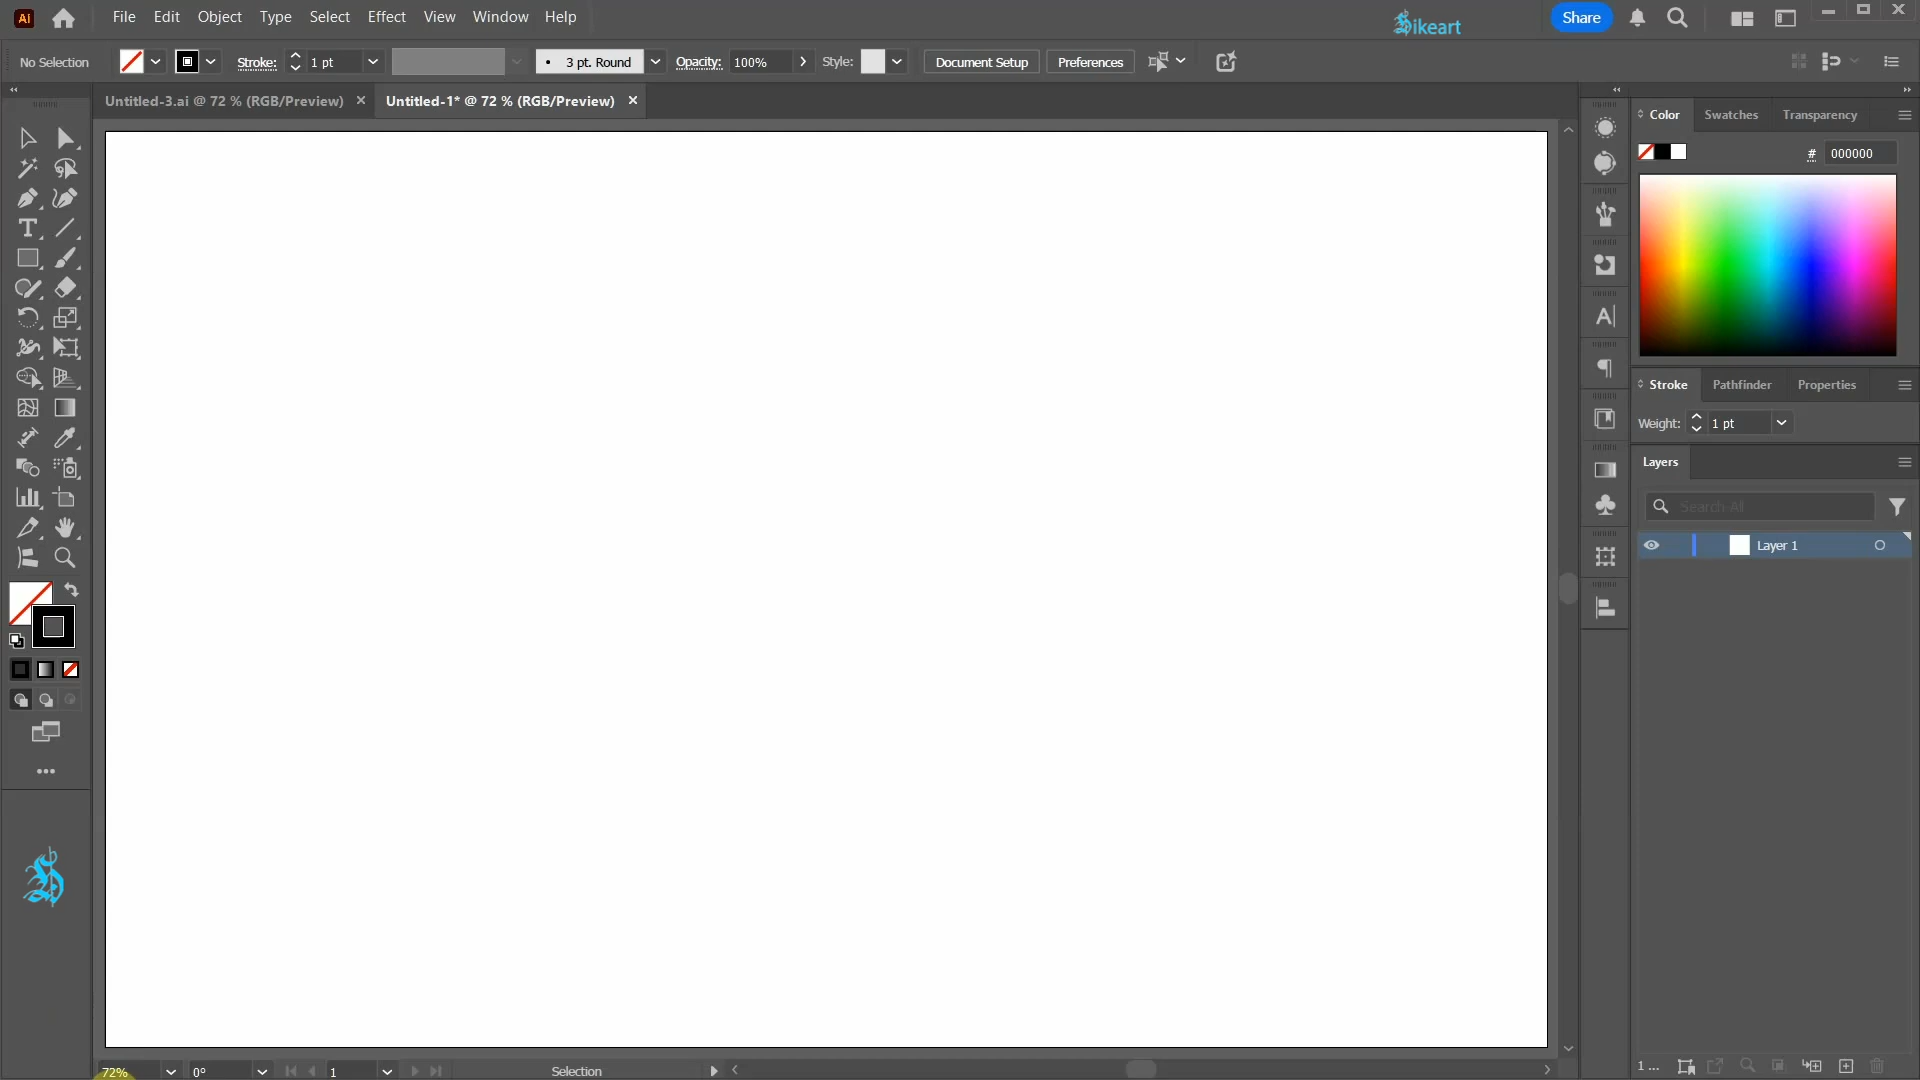 Ai File Edit Object Type Select Effect View Window Help Sikeart Share
No Selection Stroke: 1 pt 3 pt. Round Opacity: 100% Style: Document Setup Preferences
Untitled-3.ai @ 72 % (RGB/Preview) Untitled-1* @ 72 % (RGB/Preview)
Color Swatches Transparency
# 000000
Stroke Pathfinder Properties
Weight: 1 pt
Layers
Search All
Layer 1
72% 0° 1 Selection 1 ...